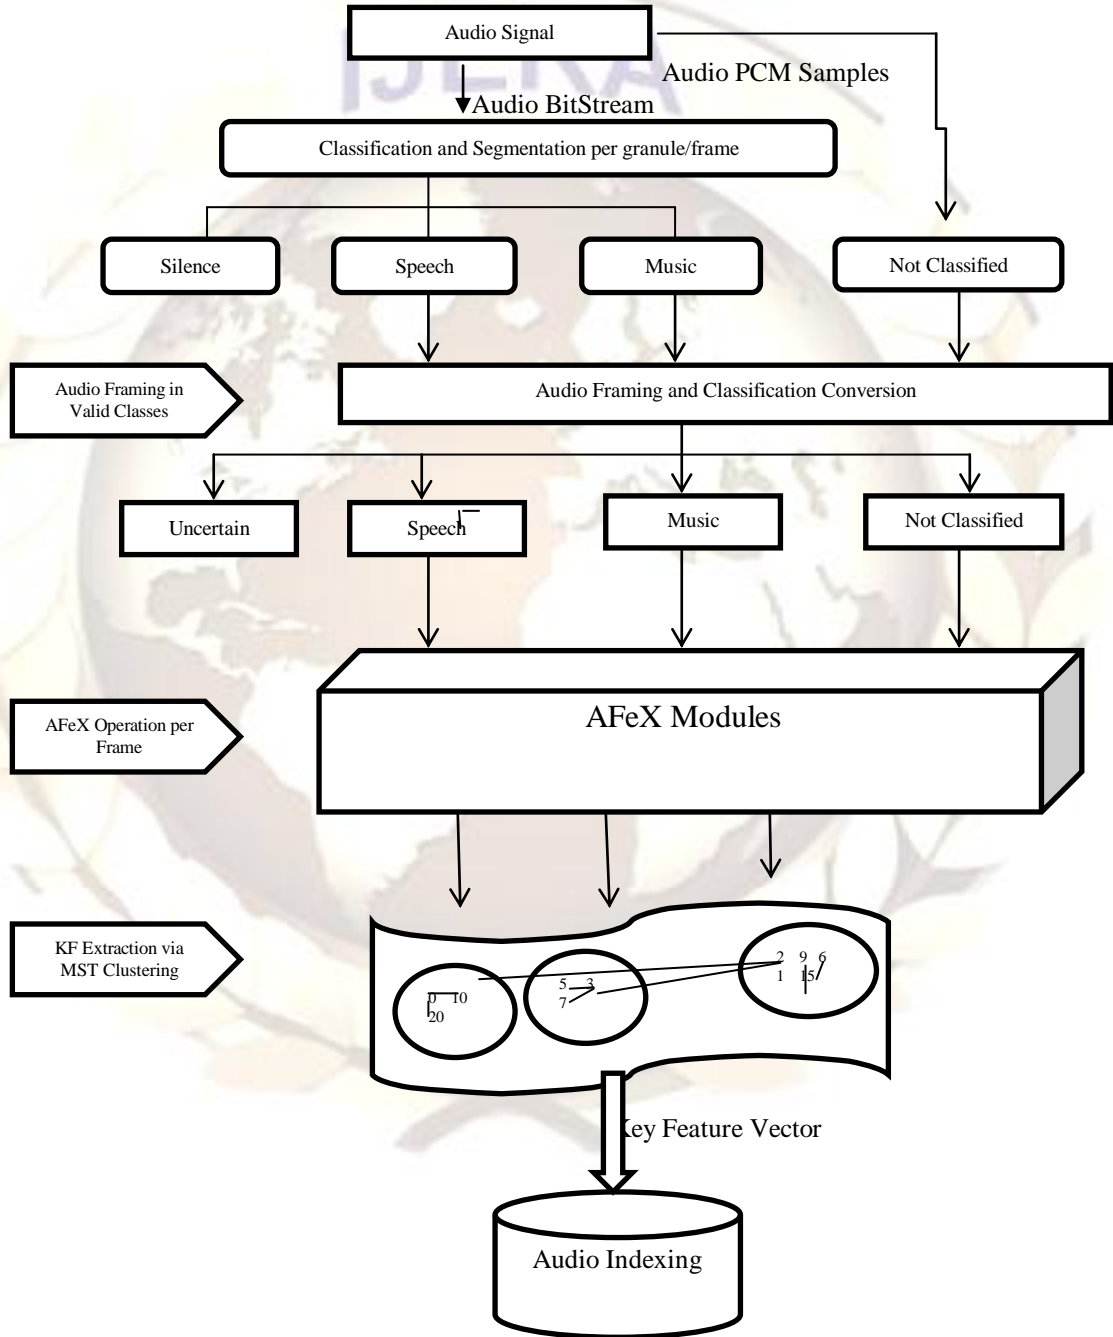 IJERA
Audio Signal
Audio PCM Samples
Audio BitStream
Classification and Segmentation per granule/frame
Silence
Speech
Music
Not Classified
Audio Framing in
Valid Classes
Audio Framing and Classification Conversion
Uncertain
Speech
Music
Not Classified
AFeX Operation per
Frame
AFeX Modules
KF Extraction via
MST Clustering
0 10
20
5 3
7
2 9 6
1 15
Key Feature Vector
Audio Indexing